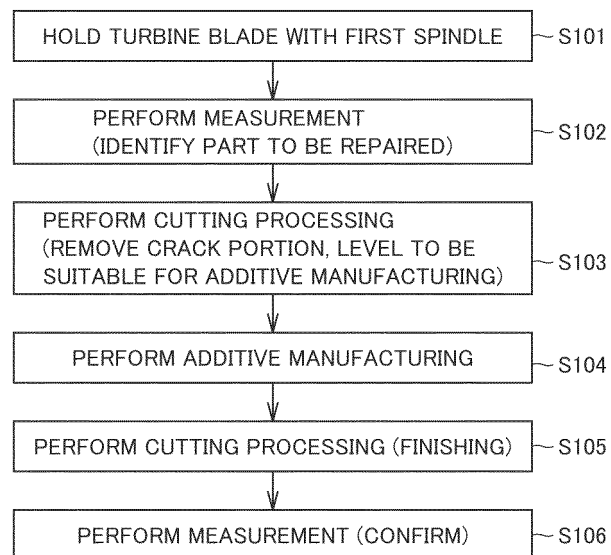 HOLD TURBINE BLADE WITH FIRST SPINDLE
S101
PERFORM MEASUREMENT
(IDENTIFY PART TO BE REPAIRED)
S102
PERFORM CUTTING PROCESSING
(REMOVE CRACK PORTION, LEVEL TO BE
SUITABLE FOR ADDITIVE MANUFACTURING)
S103
PERFORM ADDITIVE MANUFACTURING
S104
PERFORM CUTTING PROCESSING (FINISHING)
S105
PERFORM MEASUREMENT (CONFIRM)
S106